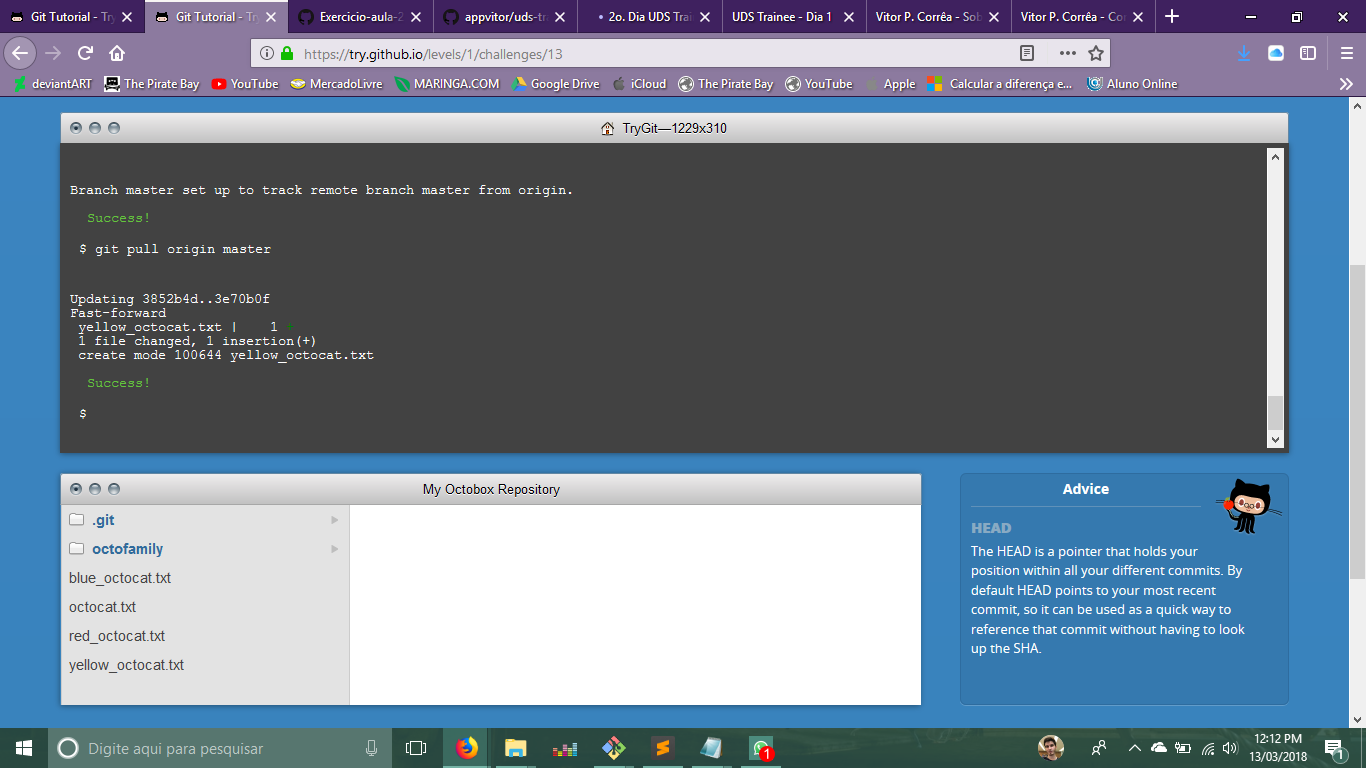 Git Tutorial - Try
Git Tutorial - Try
Exercicio-aula-2
appvitor/uds-tra
2o. Dia UDS Trai
UDS Trainee - Dia 1
Vitor P. Corrêa - Sob
Vitor P. Corrêa - Con
https://try.github.io/levels/1/challenges/13
deviantART
The Pirate Bay
YouTube
MercadoLivre
MARINGA.COM
Google Drive
iCloud
The Pirate Bay
YouTube
Apple
Calcular a diferença e...
Aluno Online
TryGit—1229x310
Branch master set up to track remote branch master from origin.
Success!
$ git pull origin master
Updating 3852b4d..3e70b0f
Fast-forward
yellow_octocat.txt | 1 +
1 file changed, 1 insertion(+)
create mode 100644 yellow_octocat.txt
Success!
$
My Octobox Repository
.git
octofamily
blue_octocat.txt
octocat.txt
red_octocat.txt
yellow_octocat.txt
Advice
HEAD
The HEAD is a pointer that holds your
position within all your different commits. By
default HEAD points to your most recent
commit, so it can be used as a quick way to
reference that commit without having to look
up the SHA.
Digite aqui para pesquisar
1
12:12 PM
13/03/2018
1